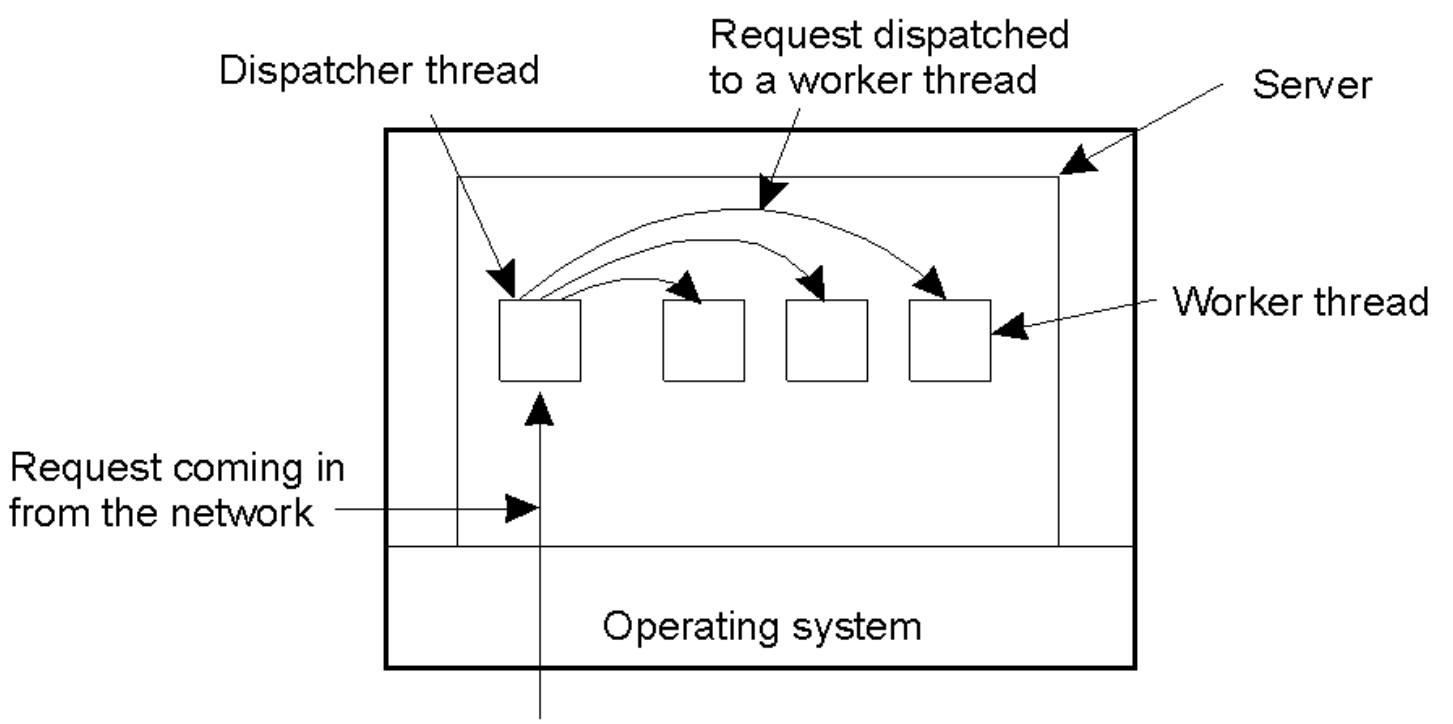 Request dispatched
to a worker thread
Dispatcher thread
Server
Worker thread
Request coming in
from the network
Operating system